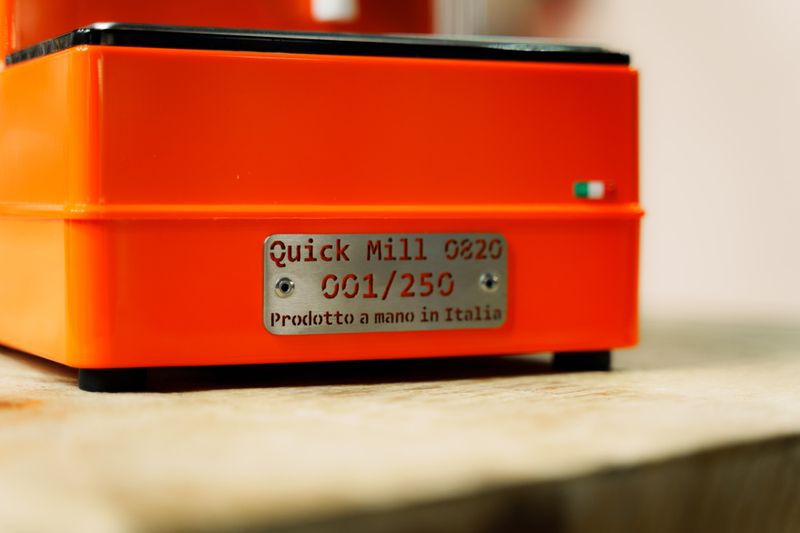 Quick Mill 0820
001/250
Prodotto a mano in Italia